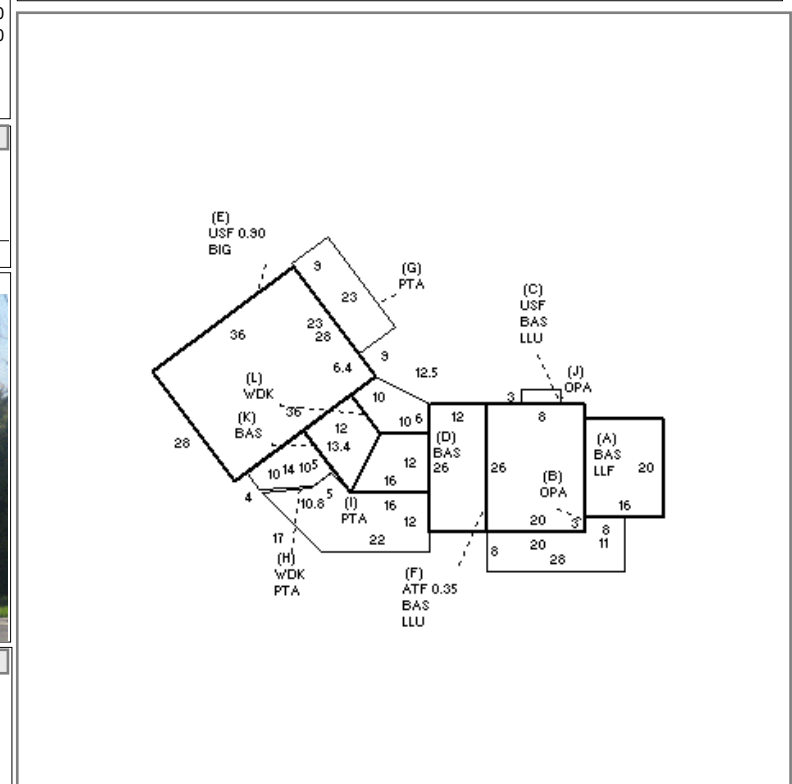 (E)
USF 0.90
BIG
9
(G)
PTA
23
(C)
USF
BAS
LLU
36
23
28
9
6.4
12.5
(L)
WDK
(J)
OPA
10
3
36
12
10 6
12
8
(K)
BAS
13.4
(D)
BAS
26
26
(A)
BAS
LLF
20
28
12
(B)
OPA
10 14 10 5
16
16
4
10.8
5
(I)
PTA
16
12
20
3
8
11
17
22
8
20
28
(H)
WDK
PTA
(F)
ATF 0.35
BAS
LLU